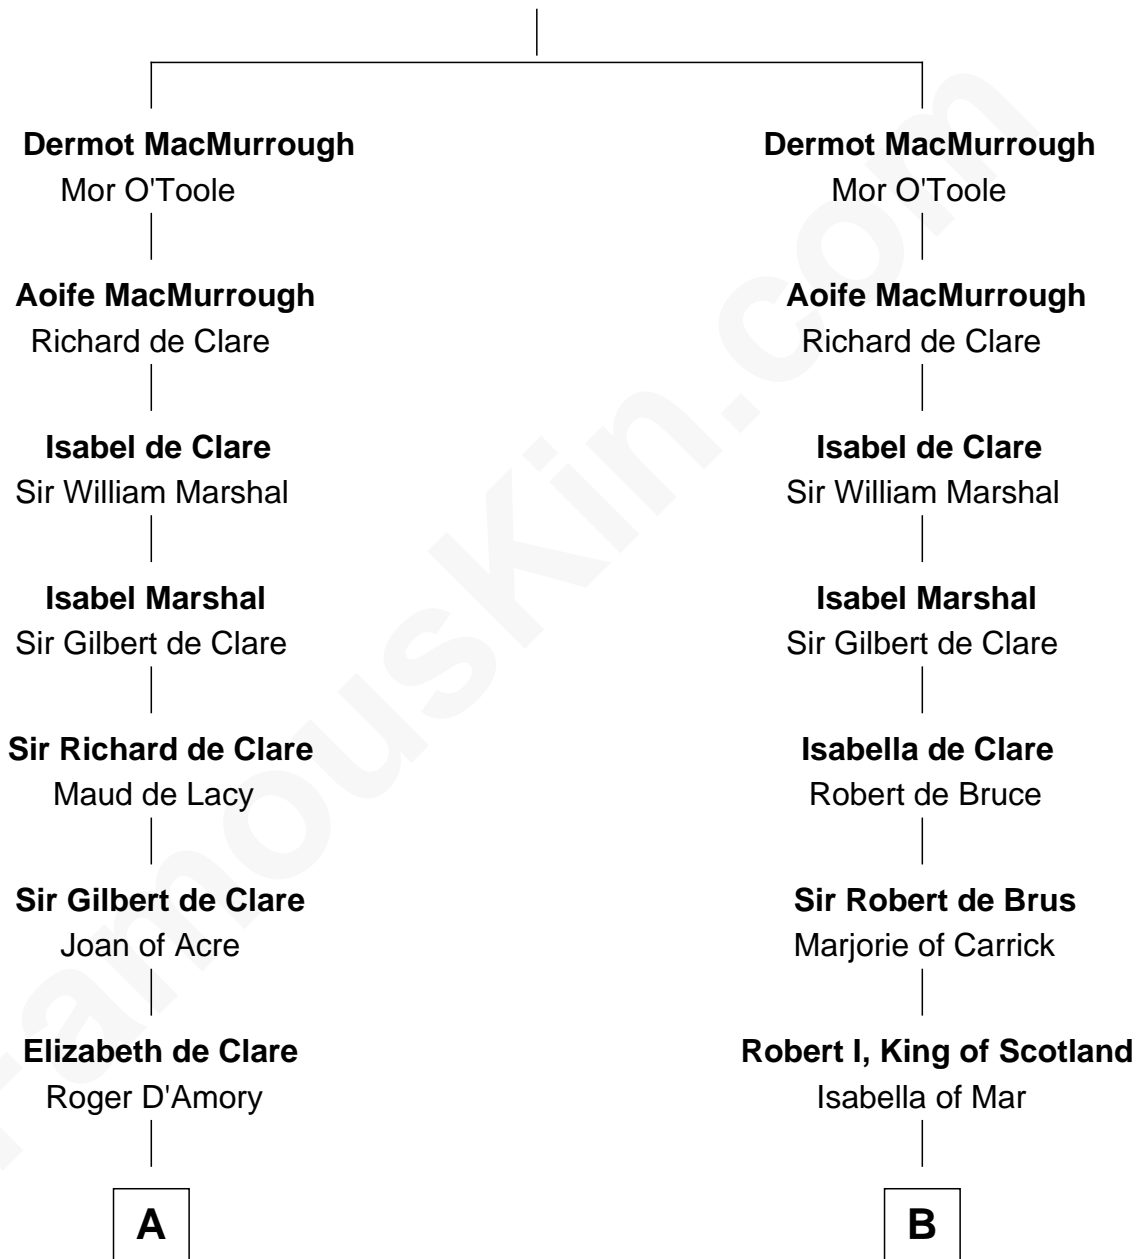 Dermot MacMurrough
Mor O'Toole
Aoife MacMurrough
Richard de Clare
Isabel de Clare
Sir William Marshal
Isabel Marshal
Sir Gilbert de Clare
Sir Richard de Clare
Maud de Lacy
Sir Gilbert de Clare
Joan of Acre
Elizabeth de Clare
Roger D'Amory
A
Dermot MacMurrough
Mor O'Toole
Aoife MacMurrough
Richard de Clare
Isabel de Clare
Sir William Marshal
Isabel Marshal
Sir Gilbert de Clare
Isabella de Clare
Robert de Bruce
Sir Robert de Brus
Marjorie of Carrick
Robert I, King of Scotland
Isabella of Mar
B
FamousKin.com